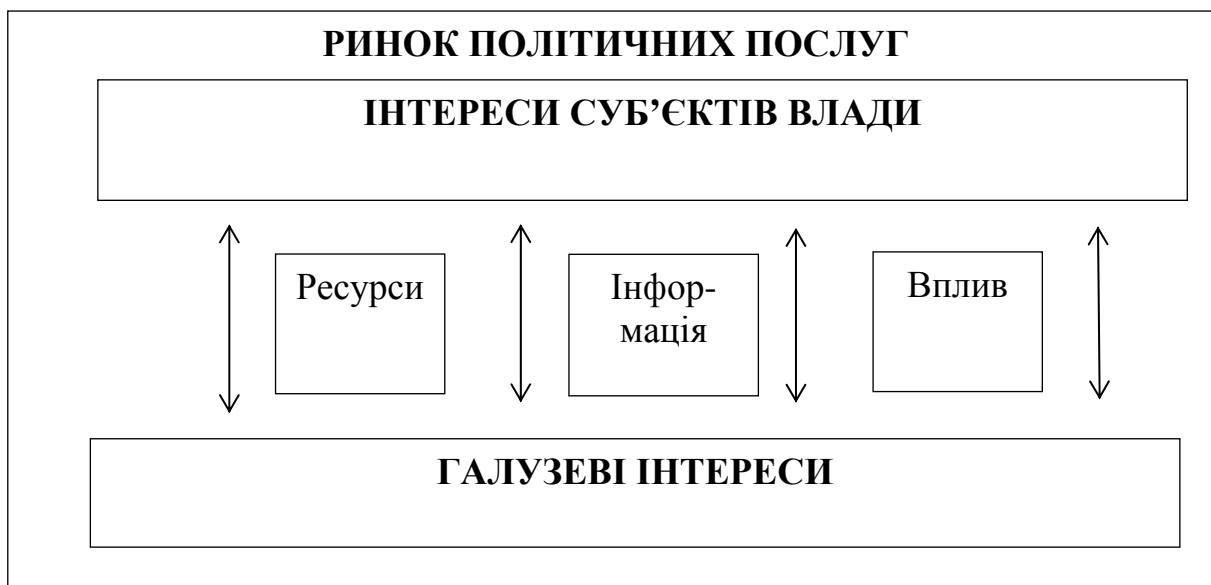 РИНОК ПОЛІТИЧНИХ ПОСЛУГ
ІНТЕРЕСИ СУБ’ЄКТІВ ВЛАДИ
Ресурси
Інфор-
мація
Вплив
ГАЛУЗЕВІ ІНТЕРЕСИ